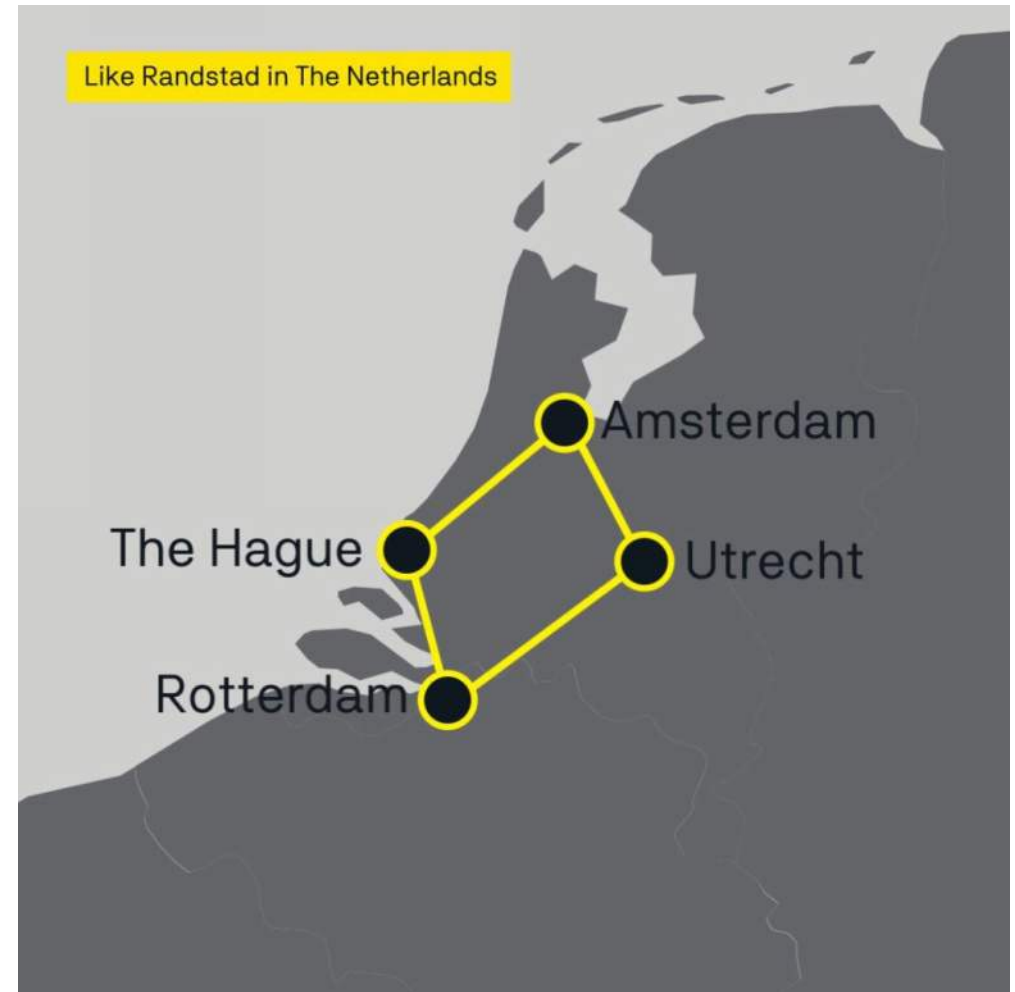 Like Randstad in The Netherlands
Amsterdam
The Hague
Utrecht
Rotterdam